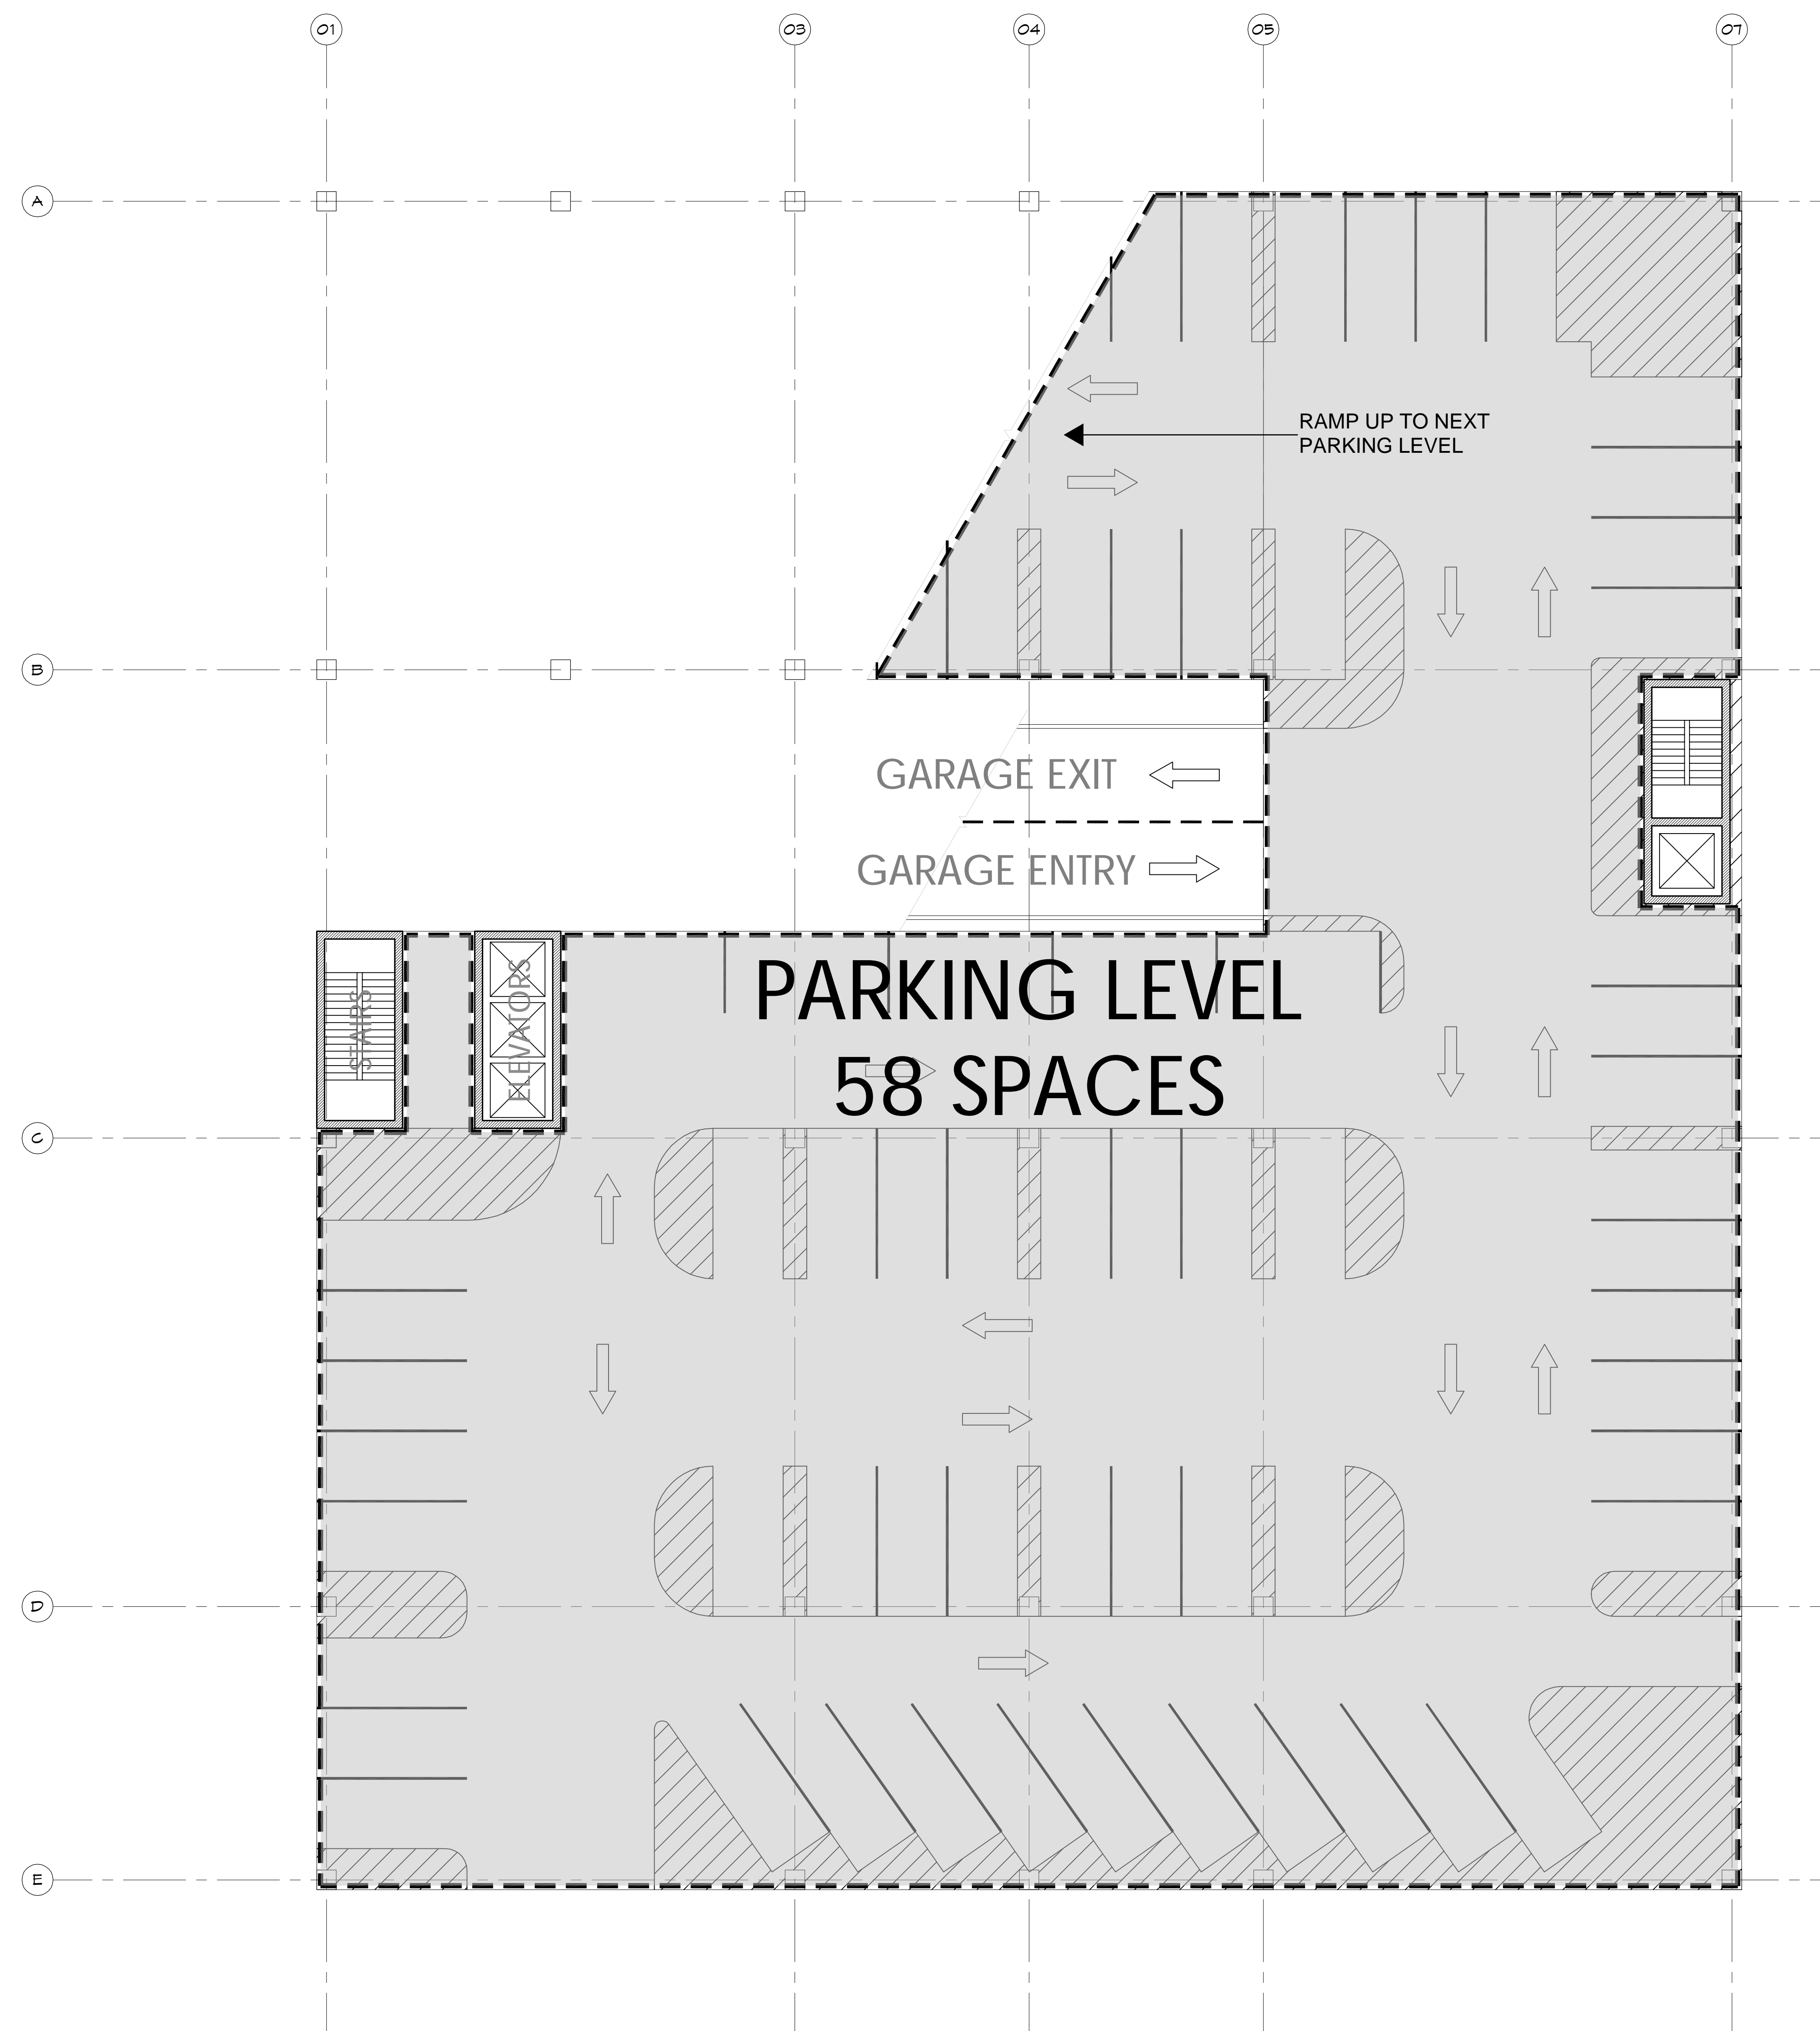 01
03
04
05
07
A
RAMP UP TO NEXT
PARKING LEVEL
B
GARAGE EXIT
GARAGE ENTRY
STAIRS
ELEVATORS
PARKING LEVEL
58 SPACES
C
D
E